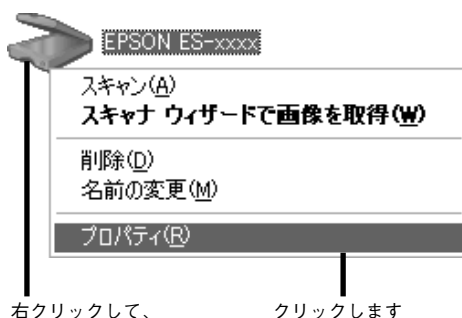 EPSON ES-xxxx
スキャン(A)
スキャナ ウィザードで画像を取得(W)
削除(D)
名前の変更(M)
プロパティ(R)
右クリックして、
クリックします